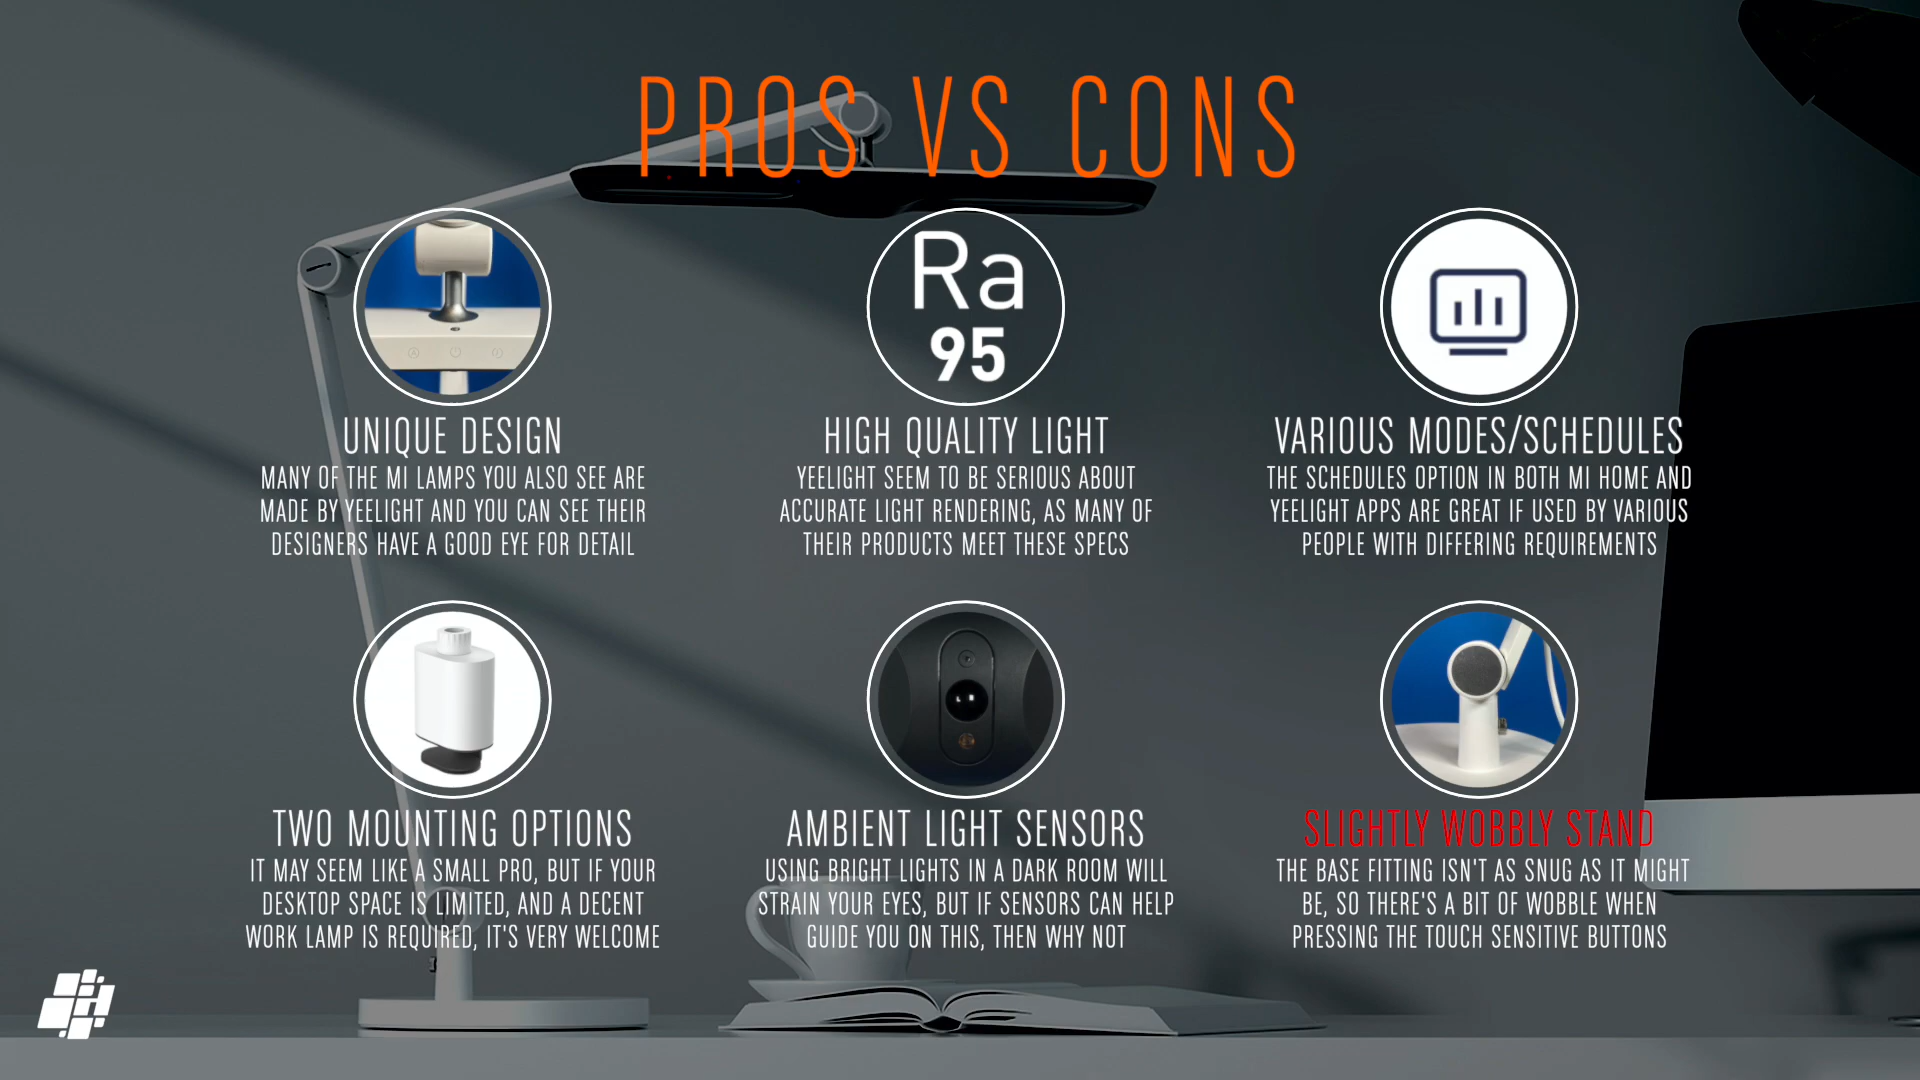 PROS VS CONS
Ra
95
UNIQUE DESIGN
MANY OF THE MI LAMPS YOU ALSO SEE ARE
MADE BY YEELIGHT AND YOU CAN SEE THEIR
DESIGNERS HAVE A GOOD EYE FOR DETAIL
HIGH QUALITY LIGHT
YEELIGHT SEEM TO BE SERIOUS ABOUT
ACCURATE LIGHT RENDERING, AS MANY OF
THEIR PRODUCTS MEET THESE SPECS
VARIOUS MODES/SCHEDULES
THE SCHEDULES OPTION IN BOTH MI HOME AND
YEELIGHT APPS ARE GREAT IF USED BY VARIOUS
PEOPLE WITH DIFFERING REQUIREMENTS
TWO MOUNTING OPTIONS
IT MAY SEEM LIKE A SMALL PRO, BUT IF YOUR
DESKTOP SPACE IS LIMITED, AND A DECENT
WORK LAMP IS REQUIRED, IT'S VERY WELCOME
AMBIENT LIGHT SENSORS
USING BRIGHT LIGHTS IN A DARK ROOM WILL
STRAIN YOUR EYES, BUT IF SENSORS CAN HELP
GUIDE YOU ON THIS, THEN WHY NOT
SLIGHTLY WOBBLY STAND
THE BASE FITTING ISN'T AS SNUG AS IT MIGHT
BE, SO THERE'S A BIT OF WOBBLE WHEN
PRESSING THE TOUCH SENSITIVE BUTTONS